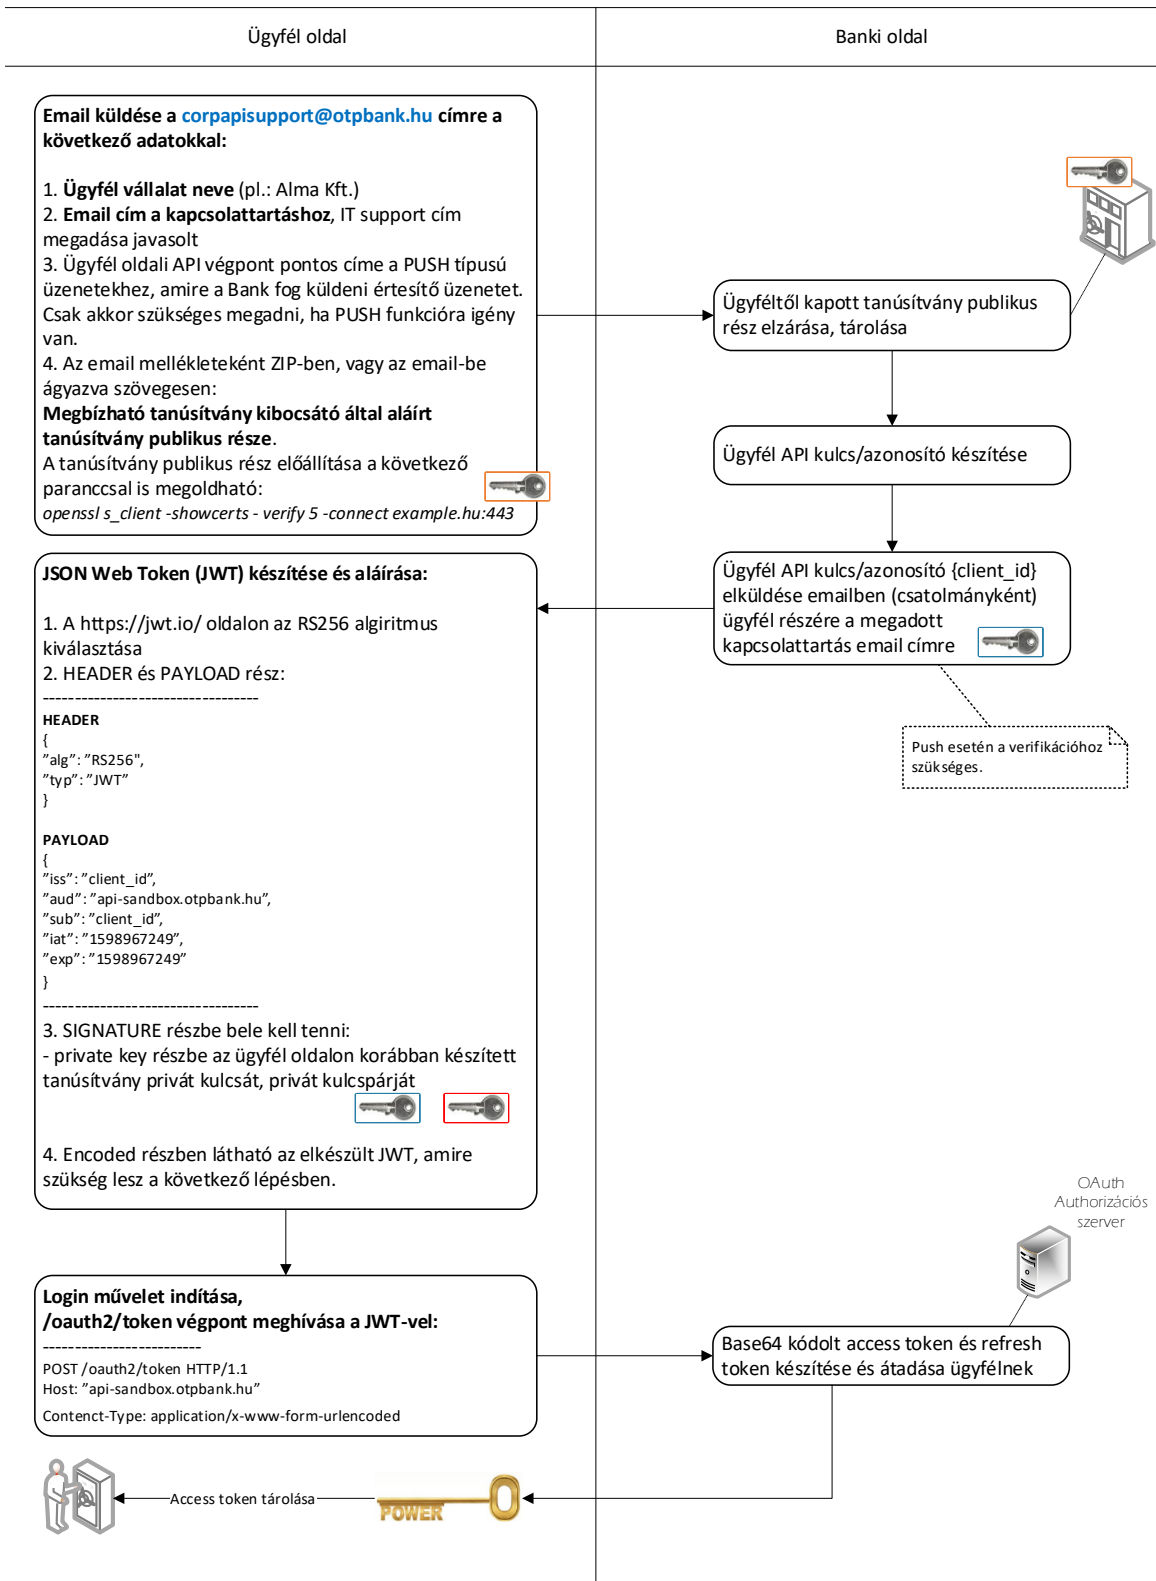 Ügyfél oldal
Banki oldal
Email küldése a corpapisupport@otpbank.hu címre a
következő adatokkal:
1. Ügyfél vállalat neve (pl.: Alma Kft.)
2. Email cím a kapcsolattartáshoz, IT support cím
megadása javasolt
3. Ügyfél oldali API végpont pontos címe a PUSH típusú
üzenetekhez, amire a Bank fog küldeni értesítő üzenetet.
Csak akkor szükséges megadni, ha PUSH funkcióra igény
van.
4. Az email mellékleteként ZIP-ben, vagy az email-be
ágyazva szövegesen:
Megbízható tanúsítvány kibocsátó által aláírt
tanúsítvány publikus része.
A tanúsítvány publikus rész előállítása a következő
paranccsal is megoldható:
openssl s_client -showcerts - verify 5 -connect example.hu:443
Ügyféltől kapott tanúsítvány publikus
rész elzárása, tárolása
Ügyfél API kulcs/azonosító készítése
Ügyfél API kulcs/azonosító {client_id}
elküldése emailben (csatolmányként)
ügyfél részére a megadott
kapcsolattartás email címre
Push esetén a verifikációhoz
szükséges.
JSON Web Token (JWT) készítése és aláírása:
1. A https://jwt.io/ oldalon az RS256 algiritmus
kiválasztása
2. HEADER és PAYLOAD rész:
----------------------------------
HEADER
{
”alg”: ”RS256",
”typ”: ”JWT”
}
PAYLOAD
{
”iss”: ”client_id”,
”aud”: ”api-sandbox.otpbank.hu”,
”sub”: ”client_id”,
”iat”: ”1598967249”,
”exp”: ”1598967249”
}
----------------------------------
3. SIGNATURE részbe bele kell tenni:
- private key részbe az ügyfél oldalon korábban készített
tanúsítvány privát kulcsát, privát kulcspárját
4. Encoded részben látható az elkészült JWT, amire
szükség lesz a következő lépésben.
OAuth
Authorizációs
szerver
Login művelet indítása,
/oauth2/token végpont meghívása a JWT-vel:
-------------------------
POST /oauth2/token HTTP/1.1
Host: ”api-sandbox.otpbank.hu”
Contenct-Type: application/x-www-form-urlencoded
Base64 kódolt access token és refresh
token készítése és átadása ügyfélnek
Access token tárolása
POWER